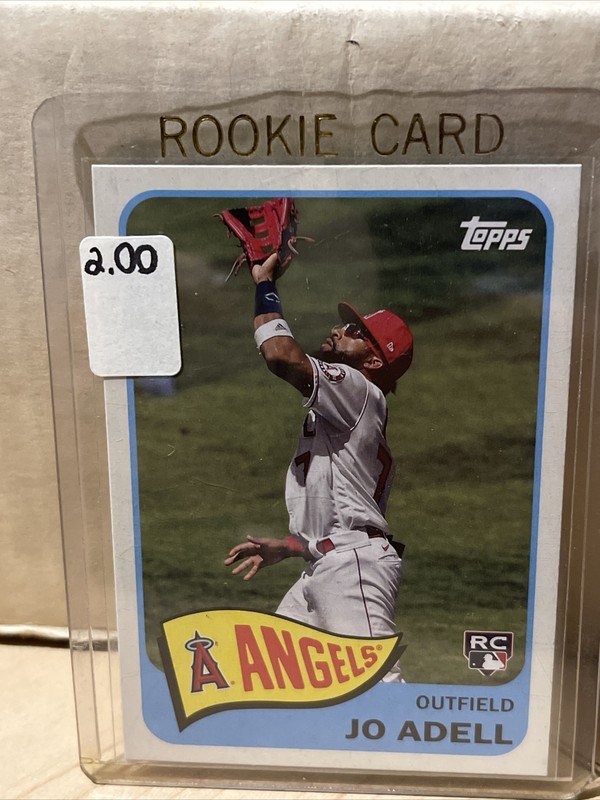 ROOKIE CARD
2.00
topps
A ANGELS
RC
OUTFIELD
JO ADELL